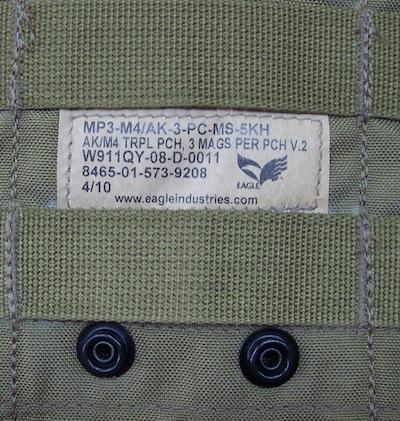 MP3-M4/AK-3-PC-MS-5KH
AK/M4 TRPL PCH, 3 MAGS PER PCH V.2
W911QY-08-D-0011
8465-01-573-9208
4/10
EAGLE
www.eagleindustries.com